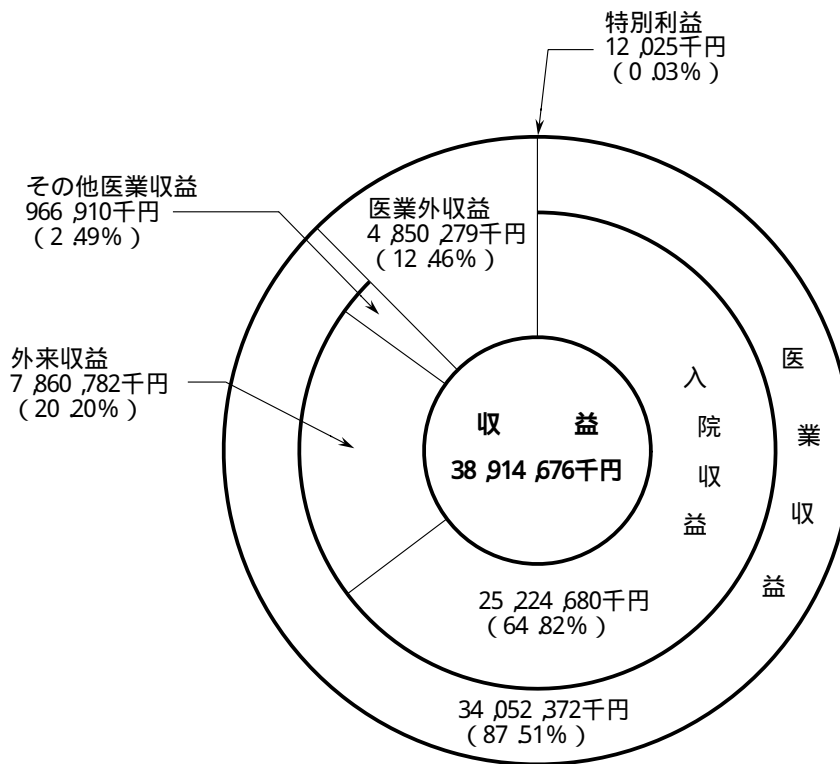 特別利益
12,025千円
(0.03%)
その他医業収益
966,910千円
(2.49%)
医業外収益
4,850,279千円
(12.46%)
外来収益
7,860,782千円
(20.20%)
収 益
38,914,676千円
入院収益
25,224,680千円
(64.82%)
医業収益
34,052,372千円
(87.51%)